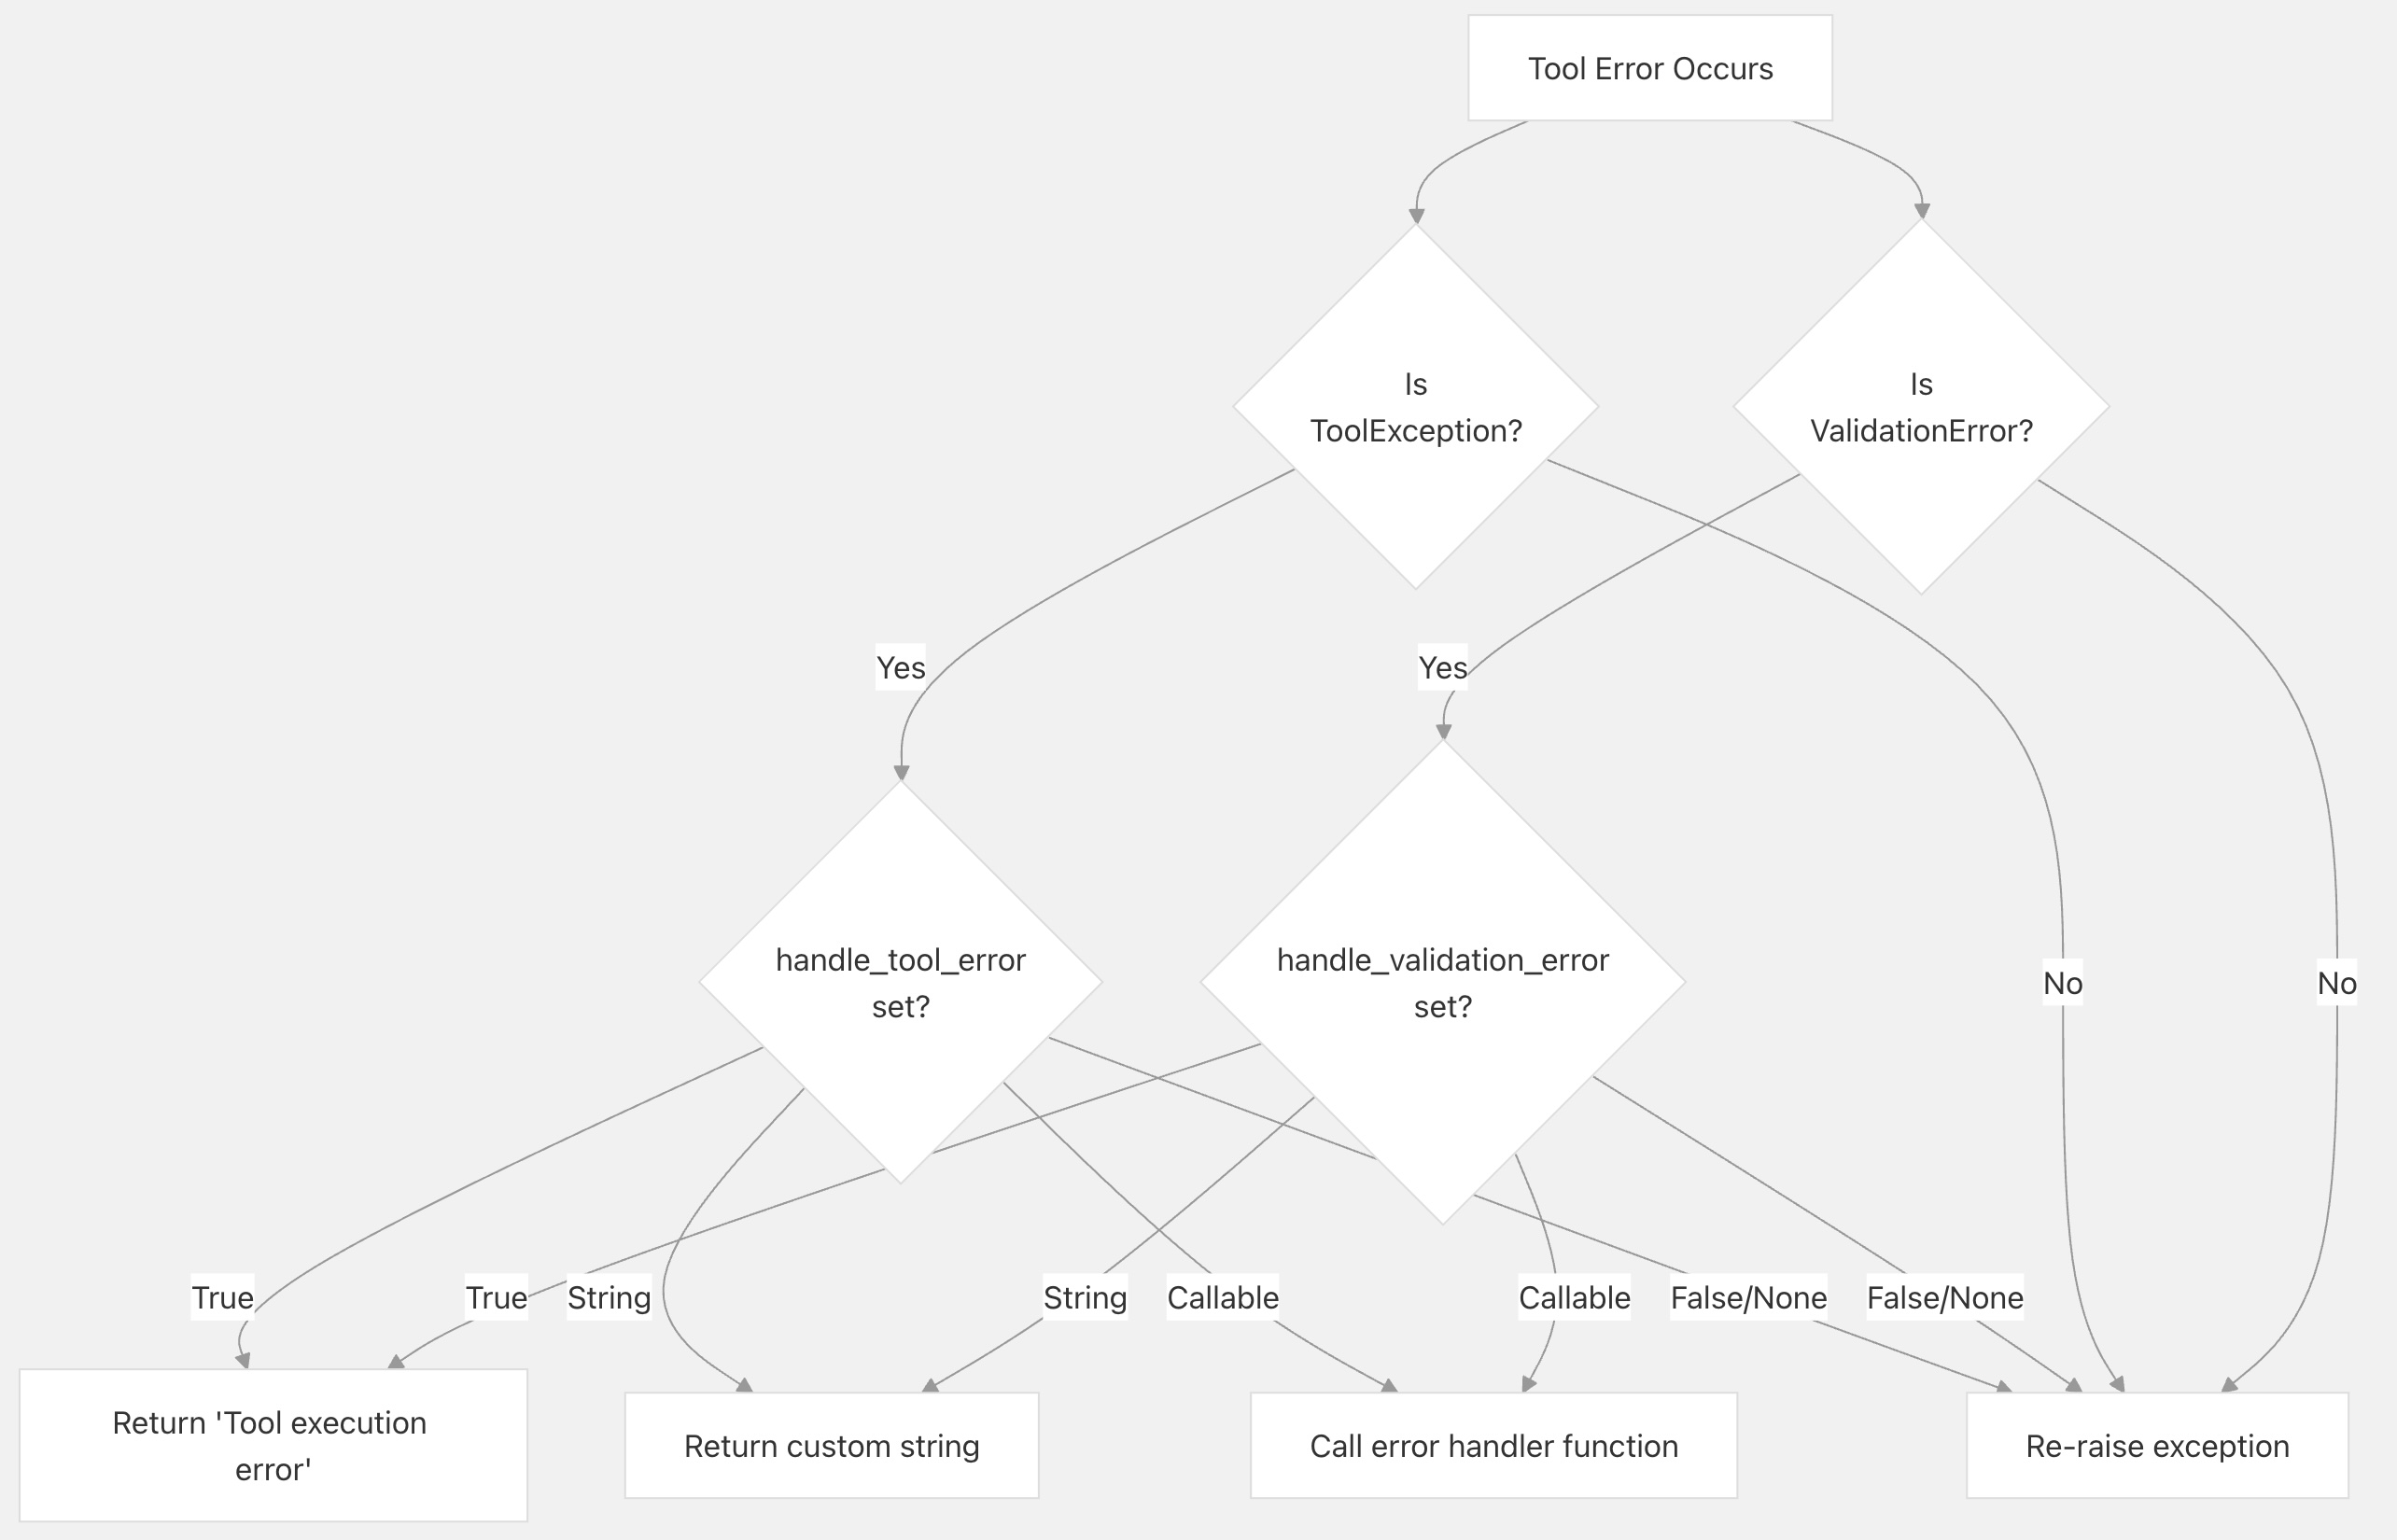 Tool Error Occurs
Is
ToolException?
Is
ValidationError?
Yes
Yes
handle_tool_error
set?
handle_validation_error
set?
No
No
True
True
String
String
Callable
Callable
False/None
False/None
Return 'Tool execution
error'
Return custom string
Call error handler function
Re-raise exception